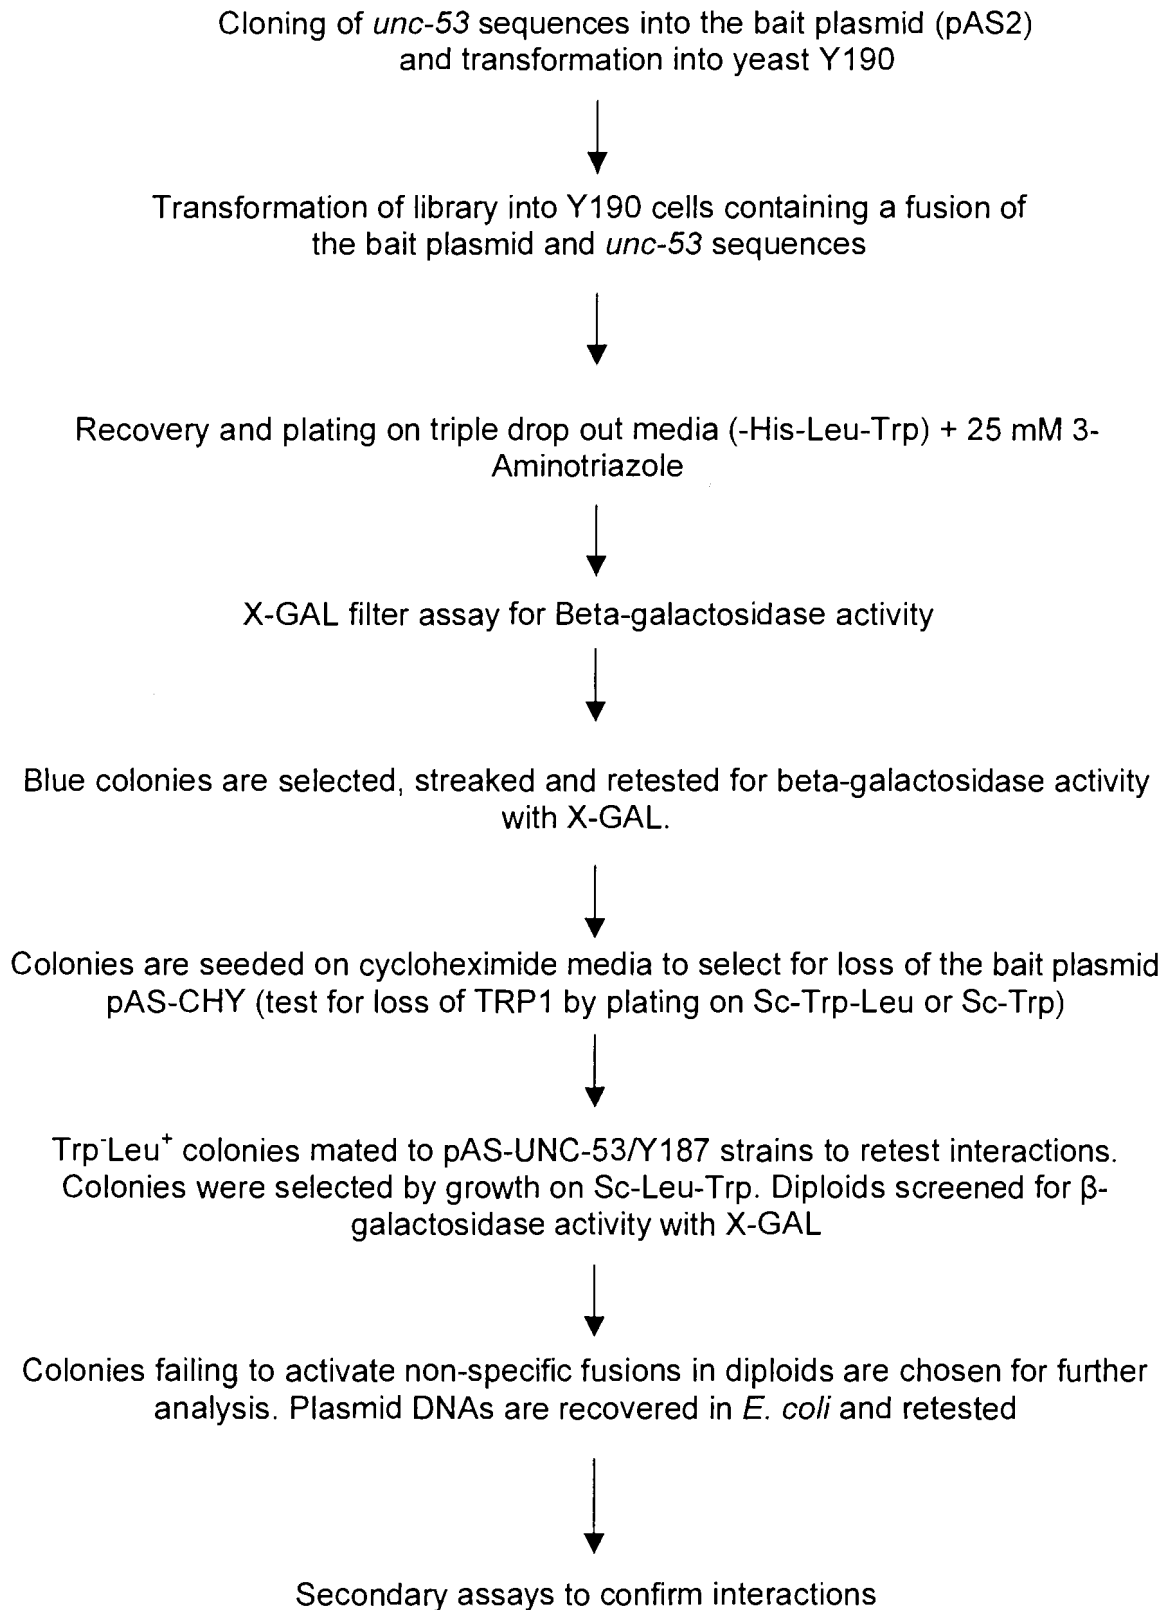 Cloning of unc-53 sequences into the bait plasmid (pAS2)
and transformation into yeast Y190
Transformation of library into Y190 cells containing a fusion of
the bait plasmid and unc-53 sequences
Recovery and plating on triple drop out media (-His-Leu-Trp) + 25 mM 3-
Aminotriazole
X-GAL filter assay for Beta-galactosidase activity
Blue colonies are selected, streaked and retested for beta-galactosidase activity
with X-GAL.
Colonies are seeded on cycloheximide media to select for loss of the bait plasmid
pAS-CHY (test for loss of TRP1 by plating on Sc-Trp-Leu or Sc-Trp)
Trp⁻Leu⁺ colonies mated to pAS-UNC-53/Y187 strains to retest interactions.
Colonies were selected by growth on Sc-Leu-Trp. Diploids screened for β-
galactosidase activity with X-GAL
Colonies failing to activate non-specific fusions in diploids are chosen for further
analysis. Plasmid DNAs are recovered in E. coli and retested
Secondary assays to confirm interactions